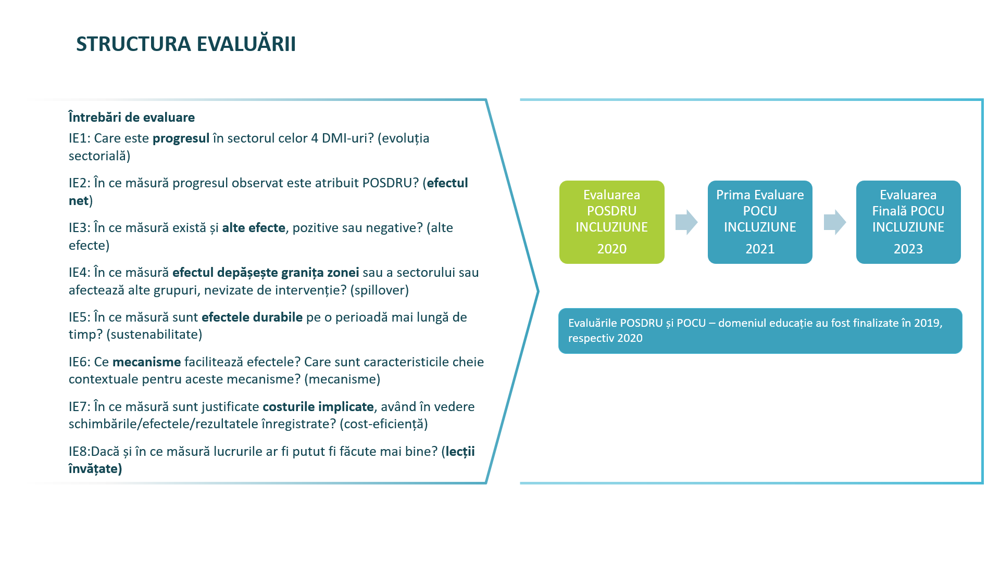 STRUCTURA EVALUĂRII
Întrebări de evaluare
IE1: Care este progresul în sectorul celor 4 DMI-uri? (evoluția
sectorială)
IE2: În ce măsură progresul observat este atribuit POSDRU? (efectul
net)
IE3: În ce măsură există și alte efecte, pozitive sau negative? (alte
efecte)
IE4: În ce măsură efectul depășește granița zonei sau a sectorului sau
afectează alte grupuri, nevizate de intervenție? (spillover)
IE5: În ce măsură sunt efectele durabile pe o perioadă mai lungă de
timp? (sustenabilitate)
IE6: Ce mecanisme facilitează efectele? Care sunt caracteristicile cheie
contextuale pentru aceste mecanisme? (mecanisme)
IE7: În ce măsură sunt justificate costurile implicate, având în vedere
schimbările/efectele/rezultatele înregistrate? (cost-eficiență)
IE8:Dacă și în ce măsură lucrurile ar fi putut fi făcute mai bine? (lecții
învățate)
Evaluarea
POSDRU
INCLUZIUNE
2020
Prima Evaluare
POCU
INCLUZIUNE
2021
Evaluarea
Finală POCU
INCLUZIUNE
2023
Evaluările POSDRU și POCU – domeniul educație au fost finalizate în 2019,
respectiv 2020